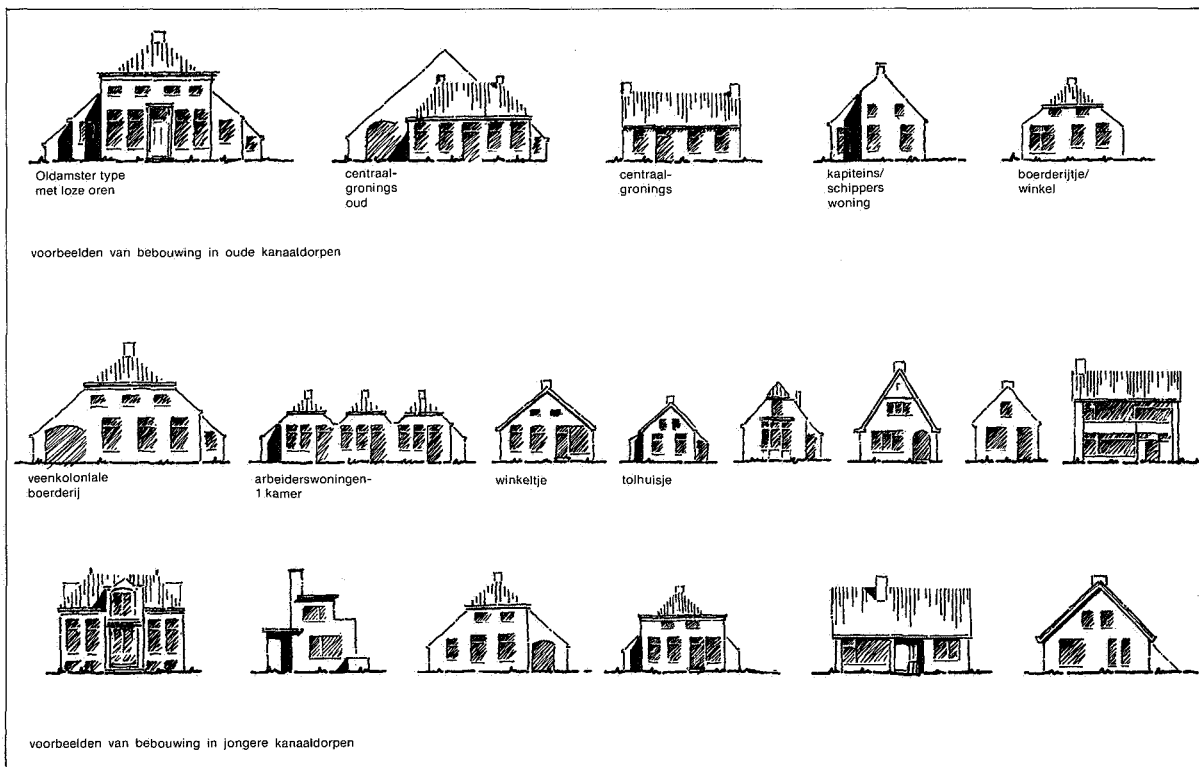 Oldamster type
met loze oren
centraal-
gronings
oud
centraal-
gronings
kapiteins/
schippers
woning
boerderijtje/
winkel
voorbeelden van bebouwing in oude kanaaldorpen
veenkoloniale
boerderij
arbeiderswoningen-
1 kamer
winkeltje
tolhuisje
voorbeelden van bebouwing in jongere kanaaldorpen